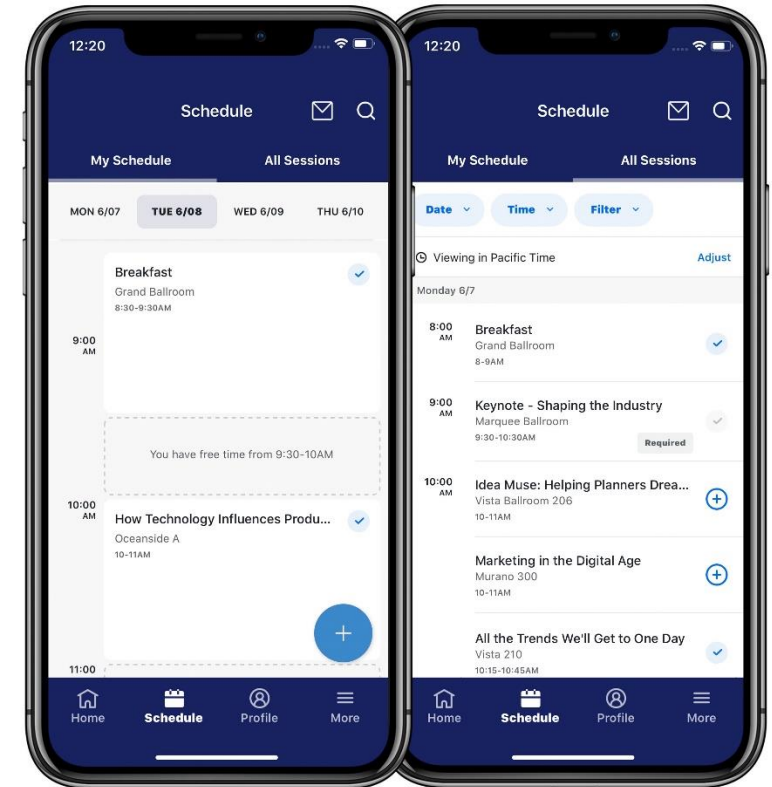 12:20
Schedule
My Schedule All Sessions
MON 6/07 TUE 6/08 WED 6/09 THU 6/10
Breakfast
Grand Ballroom
8:30-9:30AM
9:00
AM
You have free time from 9:30-10AM
10:00
AM
How Technology Influences Produ...
Oceanside A
10-11AM
11:00
Home Schedule Profile More
12:20
Schedule
My Schedule All Sessions
Date Time Filter
Viewing in Pacific Time Adjust
Monday 6/7
8:00
AM
Breakfast
Grand Ballroom
8-9AM
9:00
AM
Keynote - Shaping the Industry
Marquee Ballroom
9:30-10:30AM
Required
10:00
AM
Idea Muse: Helping Planners Drea...
Vista Ballroom 206
10-11AM
Marketing in the Digital Age
Murano 300
10-11AM
All the Trends We'll Get to One Day
Vista 210
10:15-10:45AM
Home Schedule Profile More